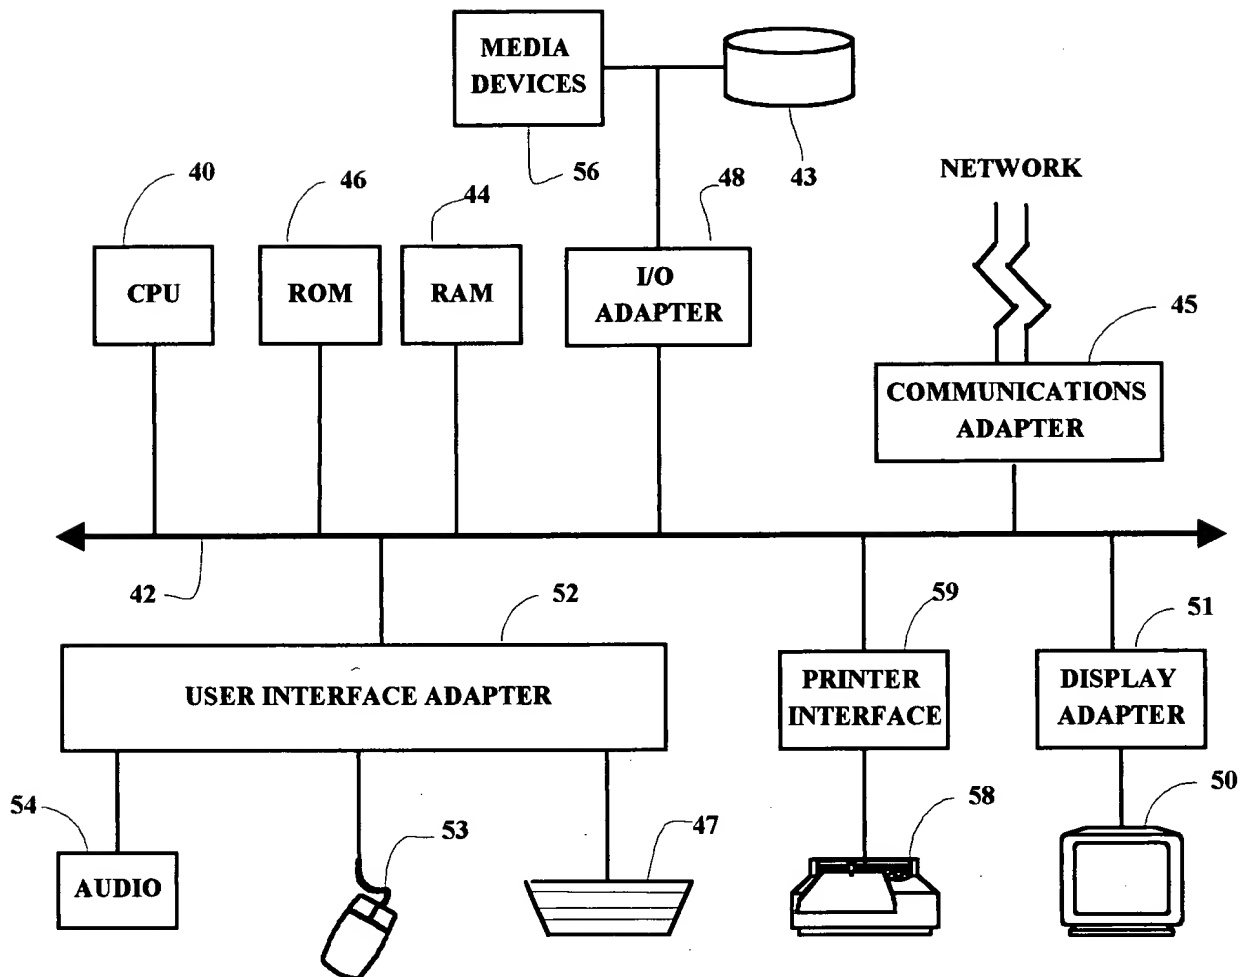 MEDIA
DEVICES
56
43
40
46
44
48
NETWORK
CPU
ROM
RAM
I/O
ADAPTER
45
COMMUNICATIONS
ADAPTER
42
52
59
51
USER INTERFACE ADAPTER
PRINTER
INTERFACE
DISPLAY
ADAPTER
54
53
47
58
50
AUDIO